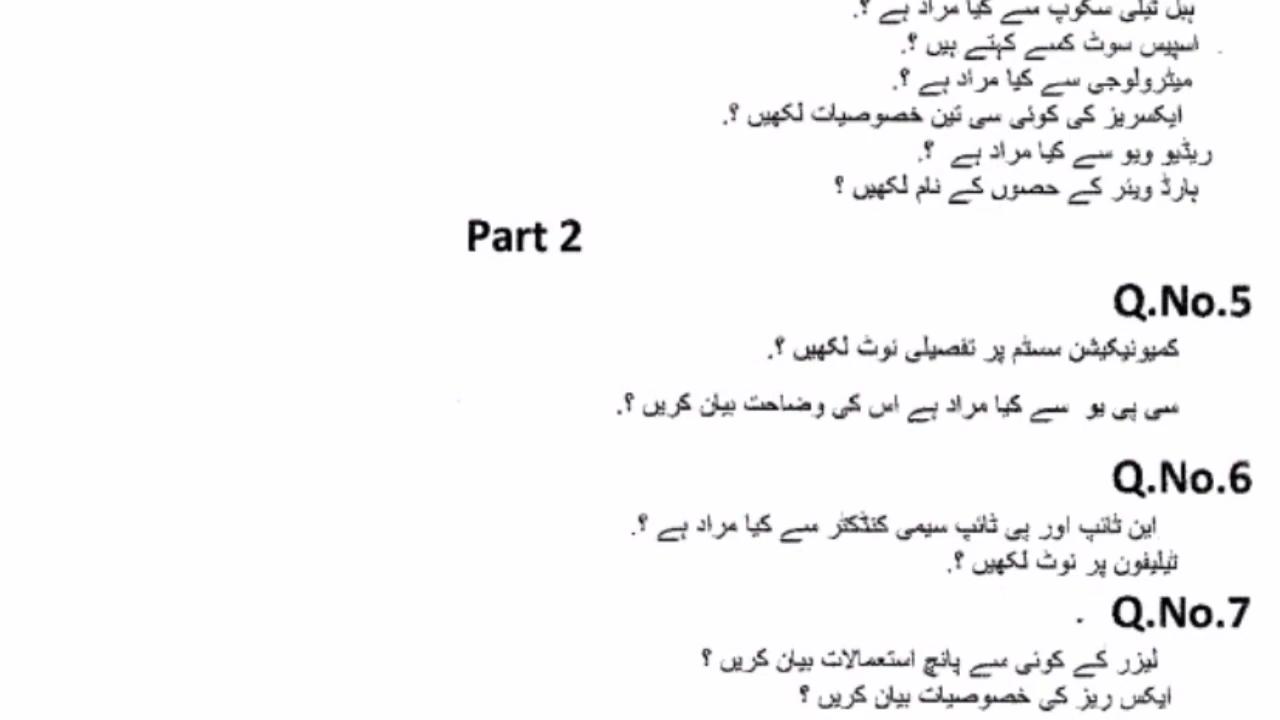 ہبل ٹیلی سکوپ سے کیا مراد ہے ؟.
اسپیس سوٹ کسے کہتے ہیں ؟.
میٹرولوجی سے کیا مراد ہے ؟.
ایکسریز کی کوئی سی تین خصوصیات لکھیں ؟.
ریڈیو ویو سے کیا مراد ہے ؟.
ہارڈ ویئر کے حصوں کے نام لکھیں ؟
Part 2
Q.No.5
کمیونیکیشن سسٹم پر تفصیلی نوٹ لکھیں ؟.
سی پی یو سے کیا مراد ہے اس کی وضاحت بیان کریں ؟.
Q.No.6
این ٹائپ اور پی ٹائپ سیمی کنڈکٹر سے کیا مراد ہے ؟.
ٹیلیفون پر نوٹ لکھیں ؟.
Q.No.7
لیزر کے کوئی سے پانچ استعمالات بیان کریں ؟
ایکس ریز کی خصوصیات بیان کریں ؟